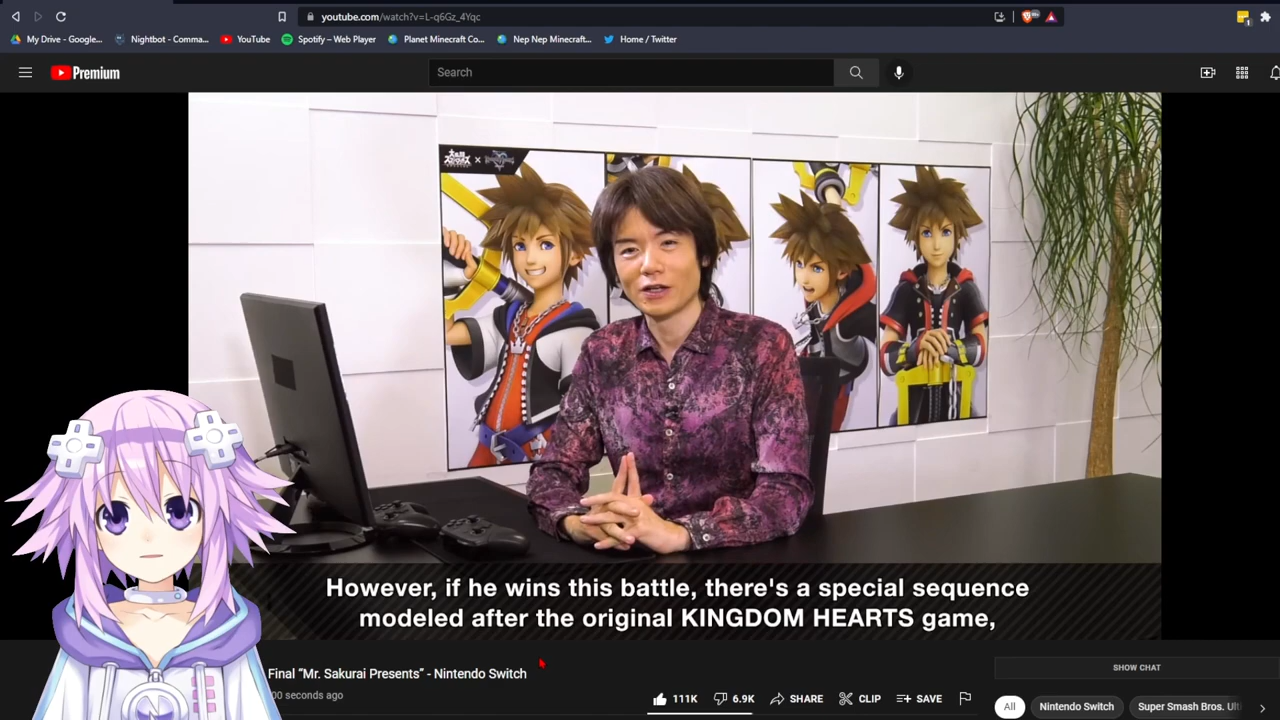 youtube.com/watch?v=L-q6Gz_4Yqc
My Drive - Google...
Nightbot - Comma...
YouTube
Spotify – Web Player
Planet Minecraft Co...
Nep Nep Minecraft...
Home / Twitter
Premium
Search
However, if he wins this battle, there's a special sequence
modeled after the original KINGDOM HEARTS game,
Final “Mr. Sakurai Presents” - Nintendo Switch
00 seconds ago
111K
6.9K
SHARE
CLIP
SAVE
SHOW CHAT
All
Nintendo Switch
Super Smash Bros. Ulti